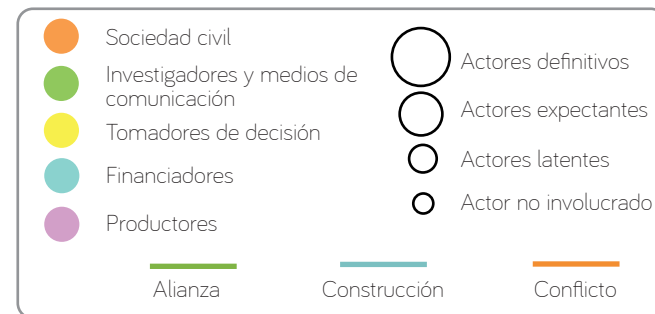 Sociedad civil
Investigadores y medios de
comunicación
Tomadores de decisión
Financiadores
Productores
Actores definitivos
Actores expectantes
Actores latentes
Actor no involucrado
Alianza
Construcción
Conflicto